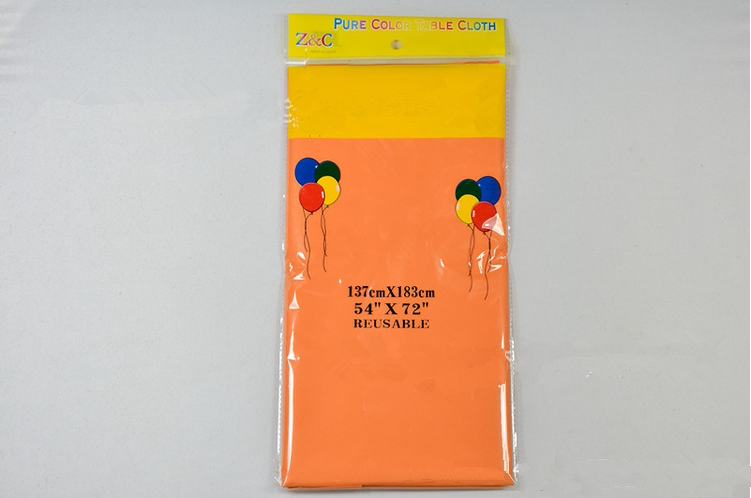 PURE COLOR TABLE CLOTH
Z&C
137cmX183cm
54" X 72"
REUSABLE